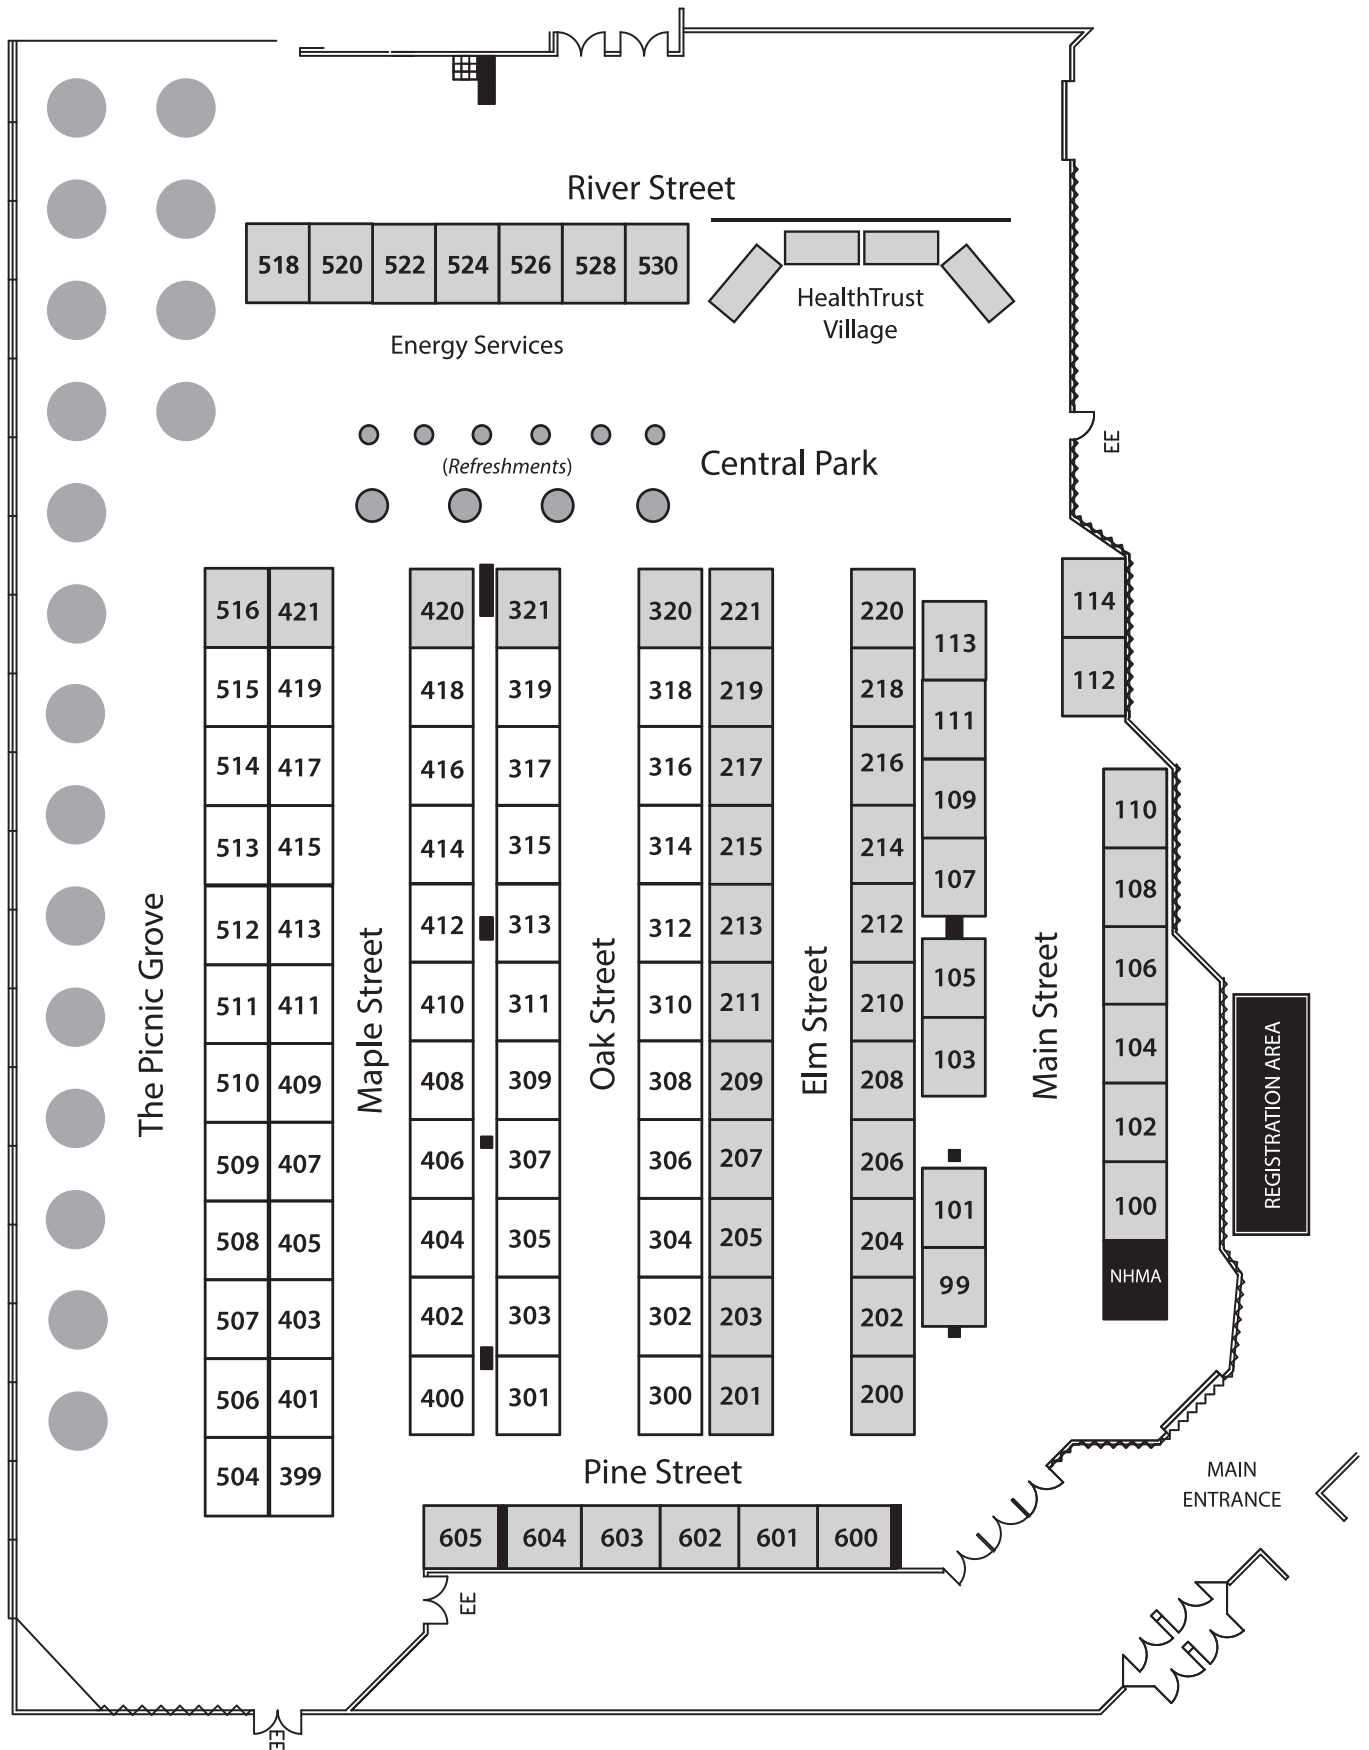 River Street
518 520 522 524 526 528 530
HealthTrust
Village
Energy Services
EE
(Refreshments)
Central Park
516 421 420 321 320 221 220 113 114
515 419 418 319 318 219 218 111 112
514 417 416 317 316 217 216 109 110
513 415 414 315 314 215 214 107 108
512 413 412 313 312 213 212 105 106
511 411 410 311 310 211 210 103 104
510 409 408 309 308 209 208 102
509 407 406 307 306 207 206 101 100
508 405 404 305 304 205 204 99 NHMA
507 403 402 303 302 203 202
506 401 400 301 300 201 200
504 399
The Picnic Grove
Maple Street
Oak Street
Elm Street
Main Street
REGISTRATION AREA
Pine Street
MAIN
ENTRANCE
605 604 603 602 601 600
EE
EE